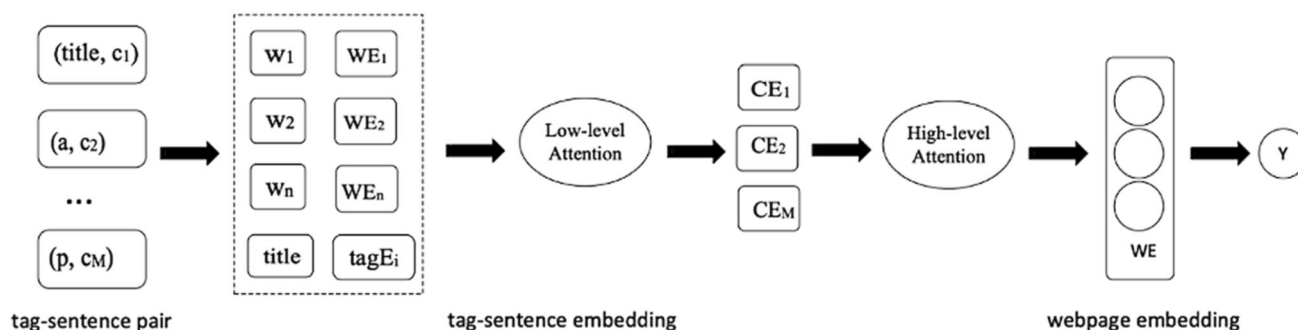 (title, c₁)
(a, c₂)
...
(p, cM)
tag-sentence pair
w₁ WE₁
w₂ WE₂
wₙ WEₙ
title tagEᵢ
Low-level
Attention
tag-sentence embedding
CE₁
CE₂
CEM
High-level
Attention
WE
webpage embedding
Y